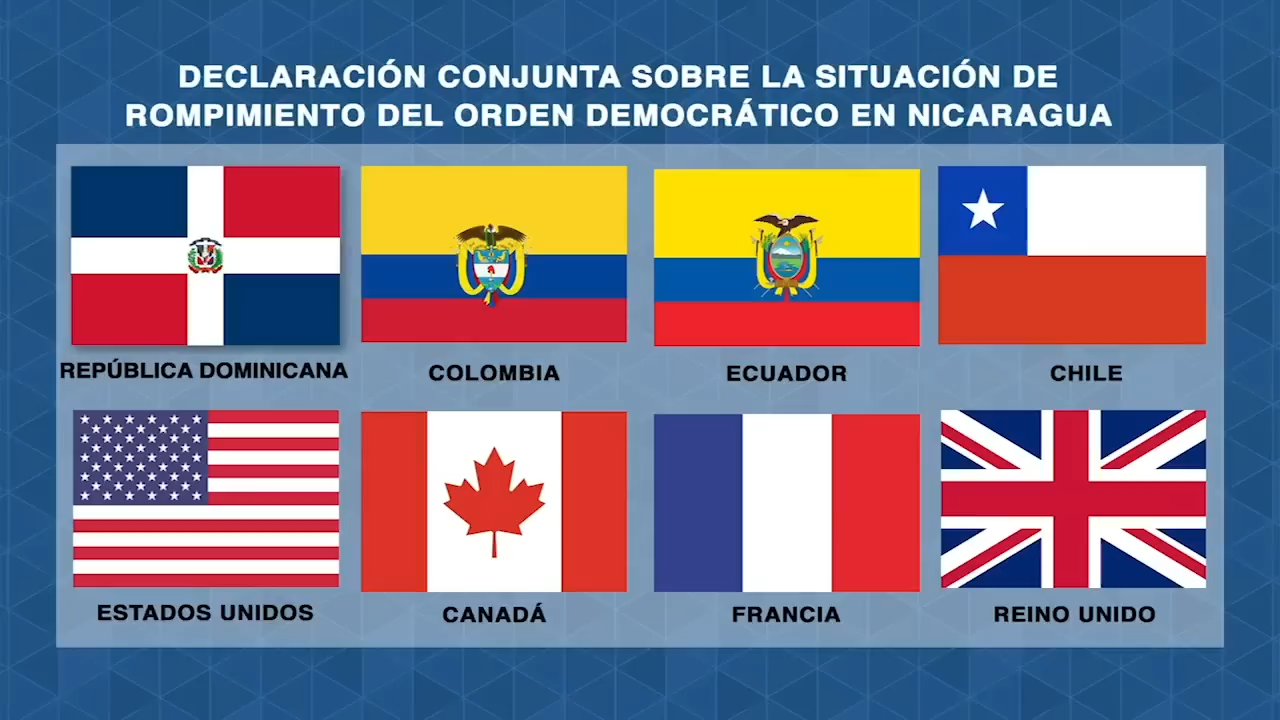 DECLARACIÓN CONJUNTA SOBRE LA SITUACIÓN DE
ROMPIMIENTO DEL ORDEN DEMOCRÁTICO EN NICARAGUA
REPÚBLICA DOMINICANA
COLOMBIA
ECUADOR
CHILE
ESTADOS UNIDOS
CANADÁ
FRANCIA
REINO UNIDO